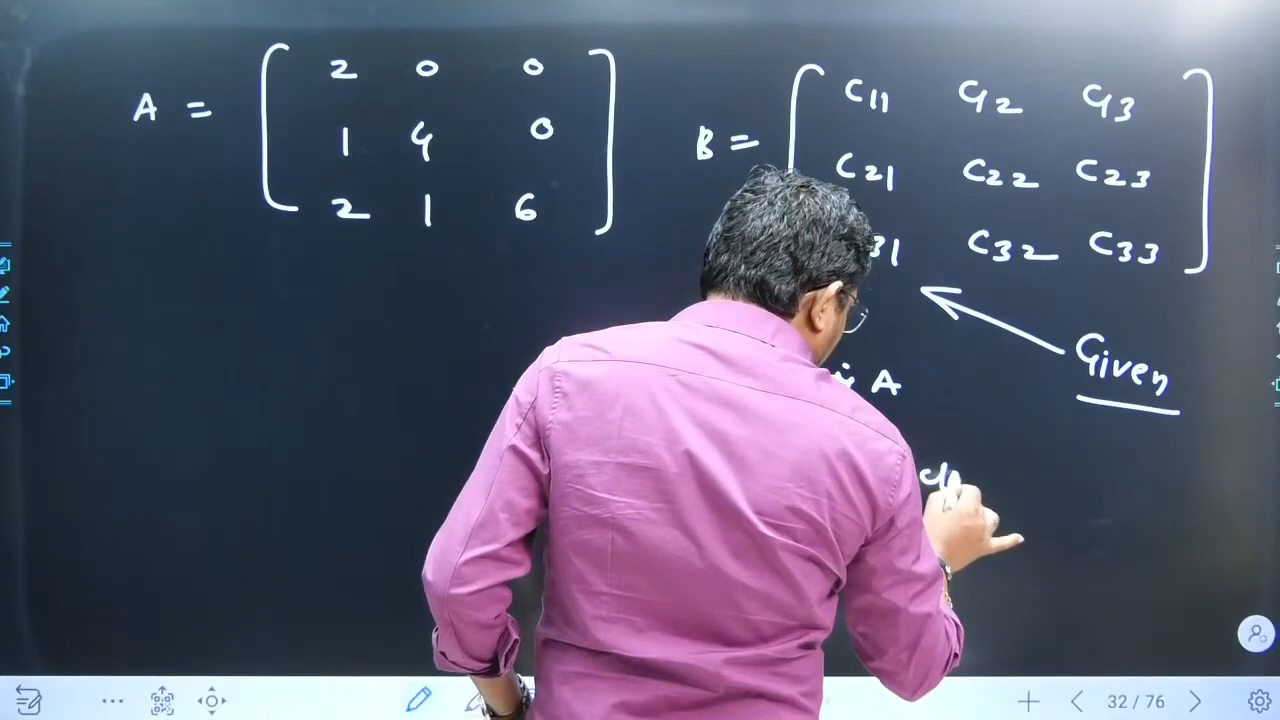 A = [ 2 0 0
1 4 0
2 1 6 ]
B = [ C11 C12 C13
C21 C22 C23
31 C32 C33 ]
Given
A
32 / 76